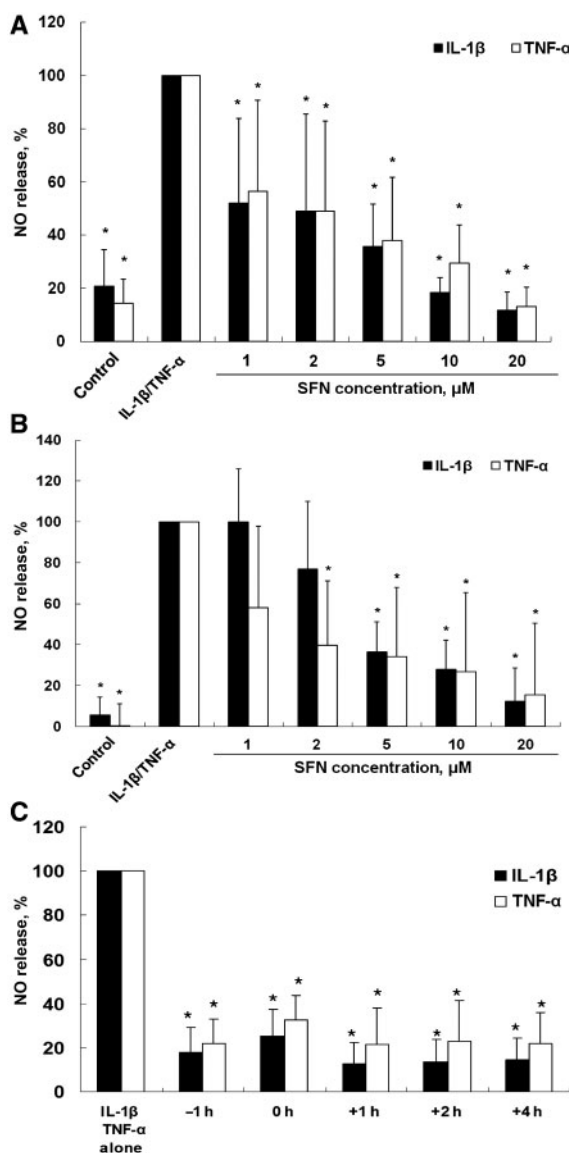 A
120
IL-1β TNF-α
100
80
60
40
20
0
NO release, %
* * * * * * * * * * * *
Control
IL-1β/TNF-α
1 2 5 10 20
SFN concentration, µM
B
140
120
IL-1β TNF-α
100
80
60
40
20
0
NO release, %
* * * * * * * * *
Control
IL-1β/TNF-α
1 2 5 10 20
SFN concentration, µM
C
120
100
IL-1β
TNF-α
80
60
40
20
0
NO release, %
* * * * * * * * * *
IL-1β
TNF-α
alone
−1 h 0 h +1 h +2 h +4 h